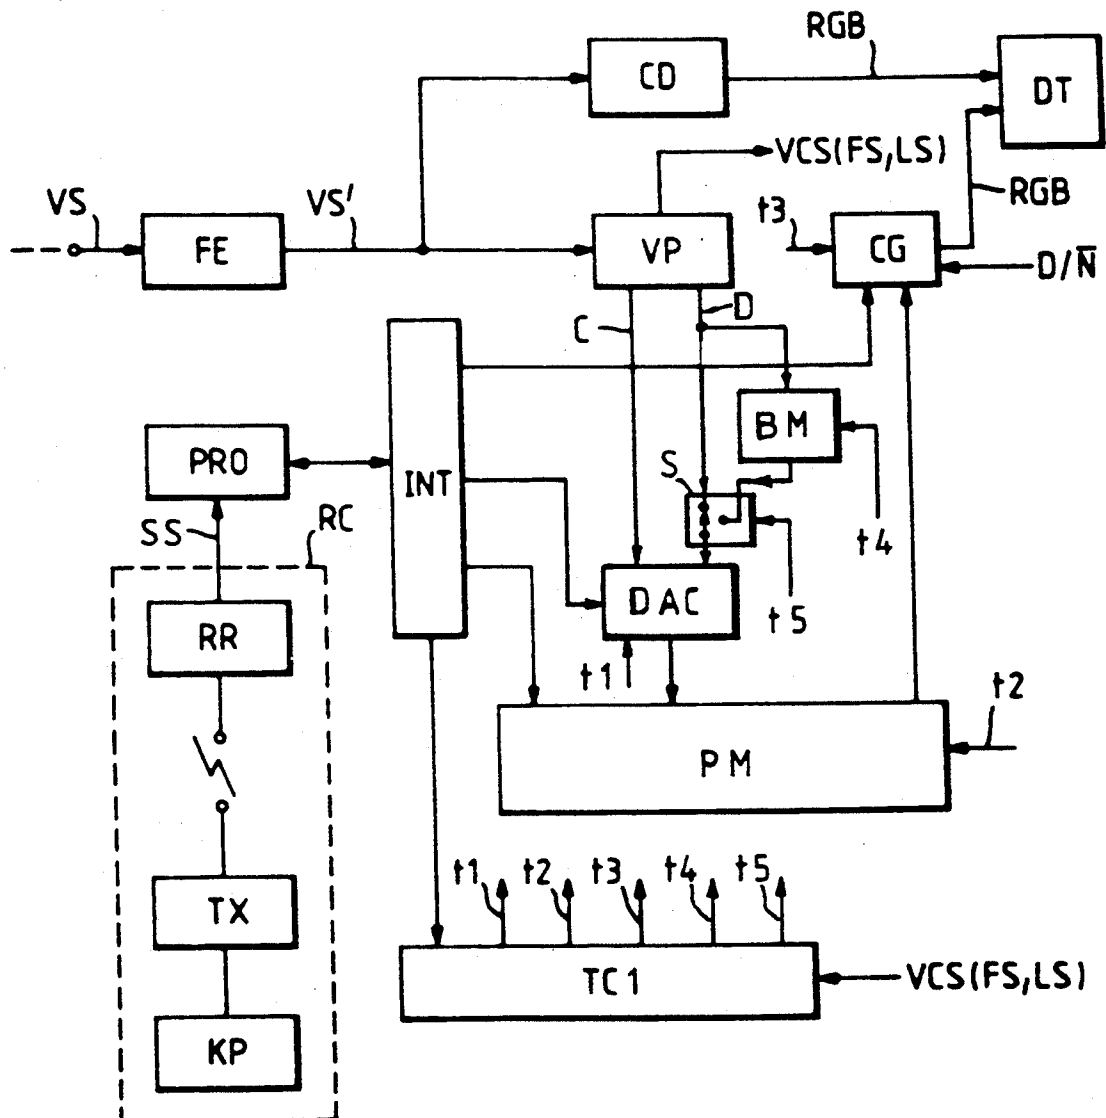 RGB
CD
DT
VCS(FS,LS)
VS
VS'
RGB
t3
FE
VP
CG
D/N̅
C
D
BM
PRO
INT
S
SS
RC
t4
DAC
t5
RR
t1
t2
PM
t1 t2 t3 t4 t5
TX
TC1
VCS(FS,LS)
KP